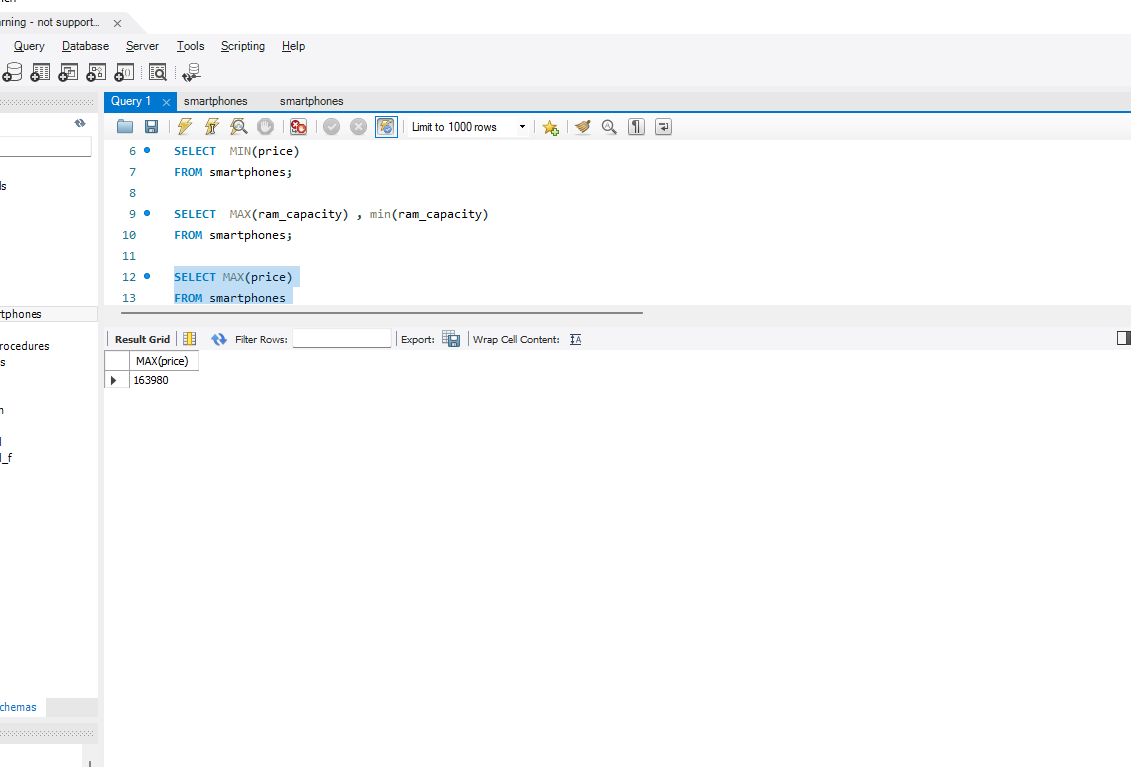 rning - not support...
Query Database Server Tools Scripting Help
Query 1 smartphones smartphones
Limit to 1000 rows
6 SELECT MIN(price)
7 FROM smartphones;
8
9 SELECT MAX(ram_capacity) , min(ram_capacity)
10 FROM smartphones;
11
12 SELECT MAX(price)
13 FROM smartphones
Result Grid Filter Rows: Export: Wrap Cell Content:
MAX(price)
163980
ls
rtphones
rocedures
s
n
l
l_f
chemas